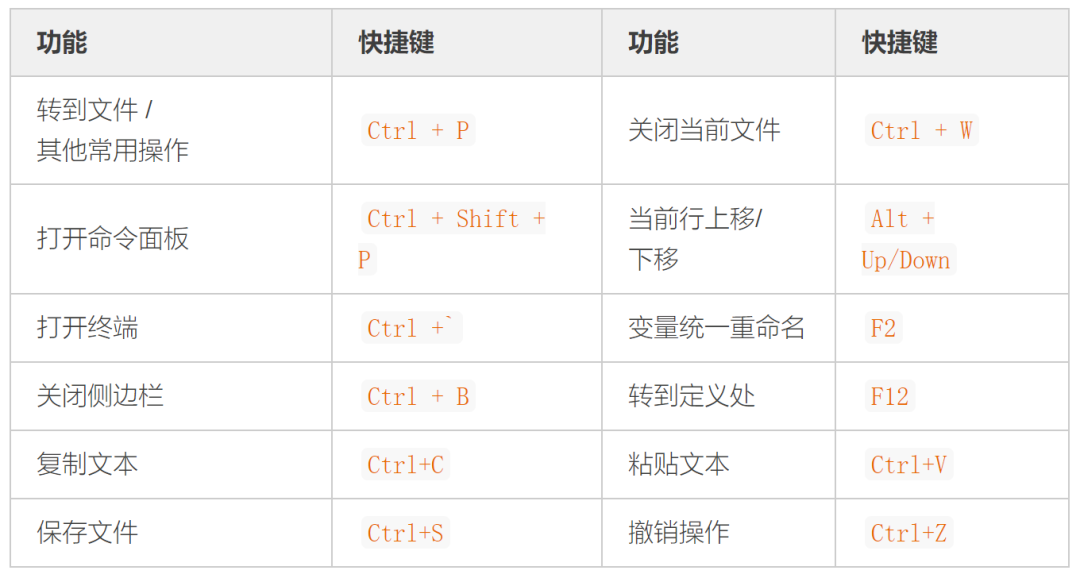 功能 快捷键 功能 快捷键
转到文件 /
其他常用操作
Ctrl + P
关闭当前文件
Ctrl + W
打开命令面板
Ctrl + Shift +
P
当前行上移/
下移
Alt +
Up/Down
打开终端
Ctrl +`
变量统一重命名
F2
关闭侧边栏
Ctrl + B
转到定义处
F12
复制文本
Ctrl+C
粘贴文本
Ctrl+V
保存文件
Ctrl+S
撤销操作
Ctrl+Z